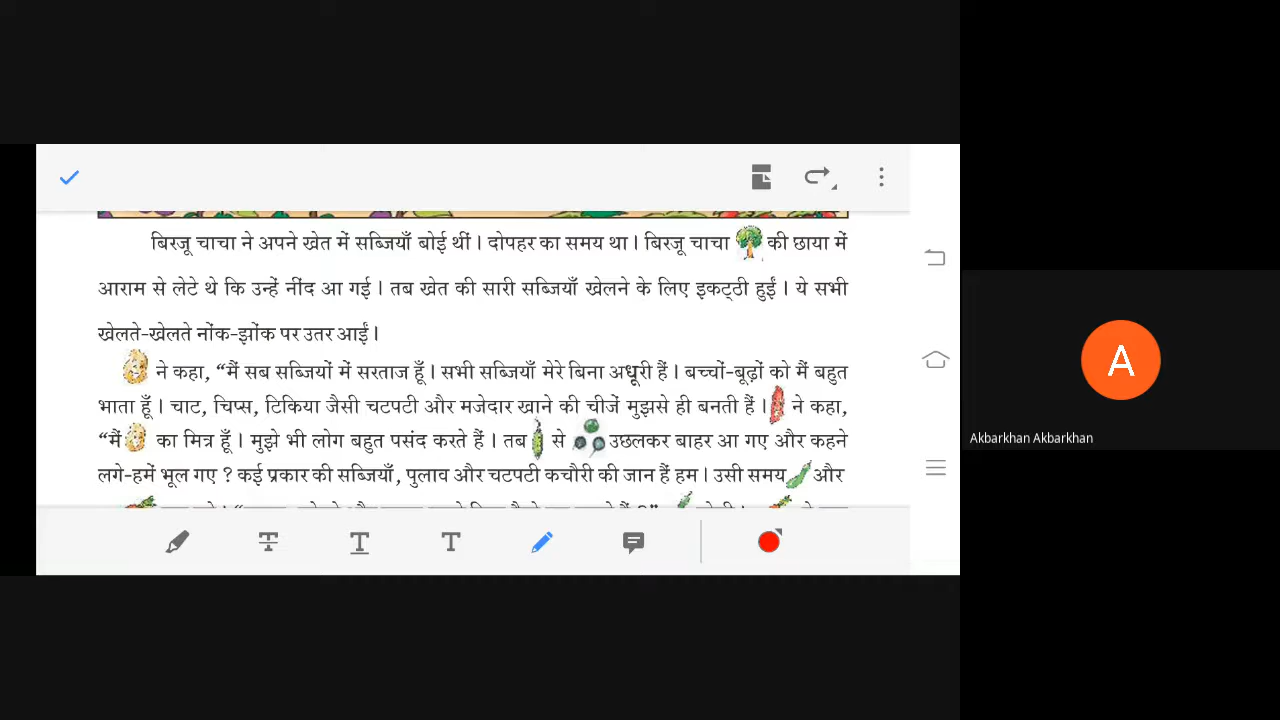 बिरजू चाचा ने अपने खेत में सब्जियाँ बोई थीं। दोपहर का समय था। बिरजू चाचा की छाया में
आराम से लेटे थे कि उन्हें नींद आ गई। तब खेत की सारी सब्जियाँ खेलने के लिए इकट्ठी हुईं। ये सभी
खेलते-खेलते नोंक-झोंक पर उतर आईं।
ने कहा, “मैं सब सब्जियों में सरताज हूँ। सभी सब्जियाँ मेरे बिना अधूरी हैं। बच्चों-बूढ़ों को मैं बहुत
भाता हूँ। चाट, चिप्स, टिकिया जैसी चटपटी और मजेदार खाने की चीजें मुझसे ही बनती हैं। ने कहा,
“मैं का मित्र हूँ। मुझे भी लोग बहुत पसंद करते हैं। तब से उछलकर बाहर आ गए और कहने
लगे-हमें भूल गए ? कई प्रकार की सब्जियाँ, पुलाव और चटपटी कचौरी की जान हैं हम। उसी समय और
T T T
A
Akbarkhan Akbarkhan